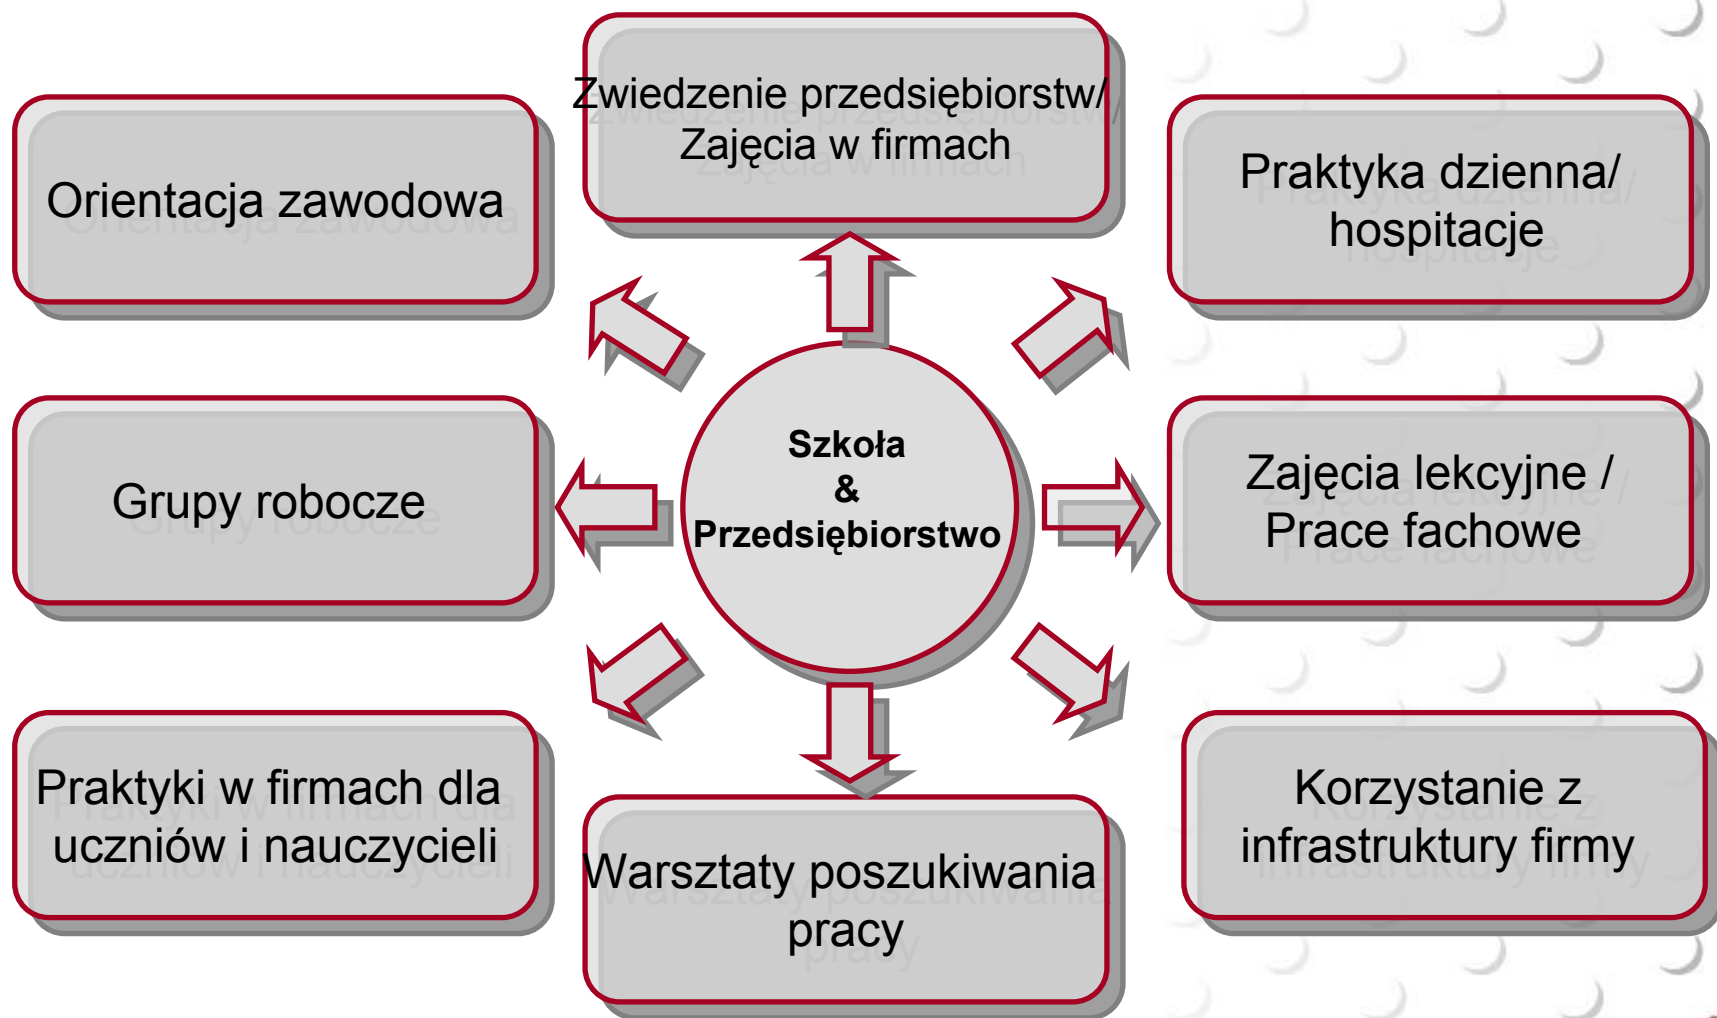 Zwiedzenie przedsiębiorstw/
Zajęcia w firmach
Orientacja zawodowa
Praktyka dzienna/
hospitacje
Szkoła
&
Przedsiębiorstwo
Grupy robocze
Zajęcia lekcyjne /
Prace fachowe
Praktyki w firmach dla
uczniów i nauczycieli
Warsztaty poszukiwania
pracy
Korzystanie z
infrastruktury firmy